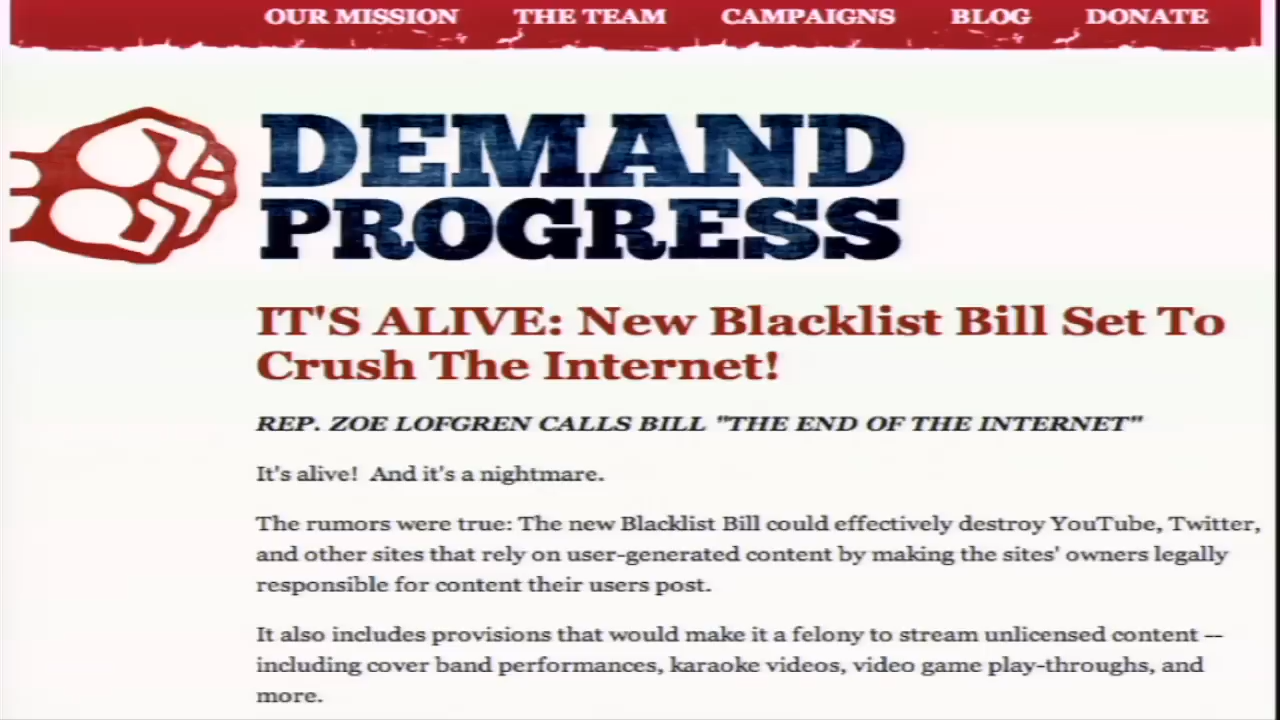 OUR MISSION THE TEAM CAMPAIGNS BLOG DONATE
DEMAND
PROGRESS
IT'S ALIVE: New Blacklist Bill Set To
Crush The Internet!
REP. ZOE LOFGREN CALLS BILL "THE END OF THE INTERNET"
It's alive! And it's a nightmare.
The rumors were true: The new Blacklist Bill could effectively destroy YouTube, Twitter,
and other sites that rely on user-generated content by making the sites' owners legally
responsible for content their users post.
It also includes provisions that would make it a felony to stream unlicensed content --
including cover band performances, karaoke videos, video game play-throughs, and
more.